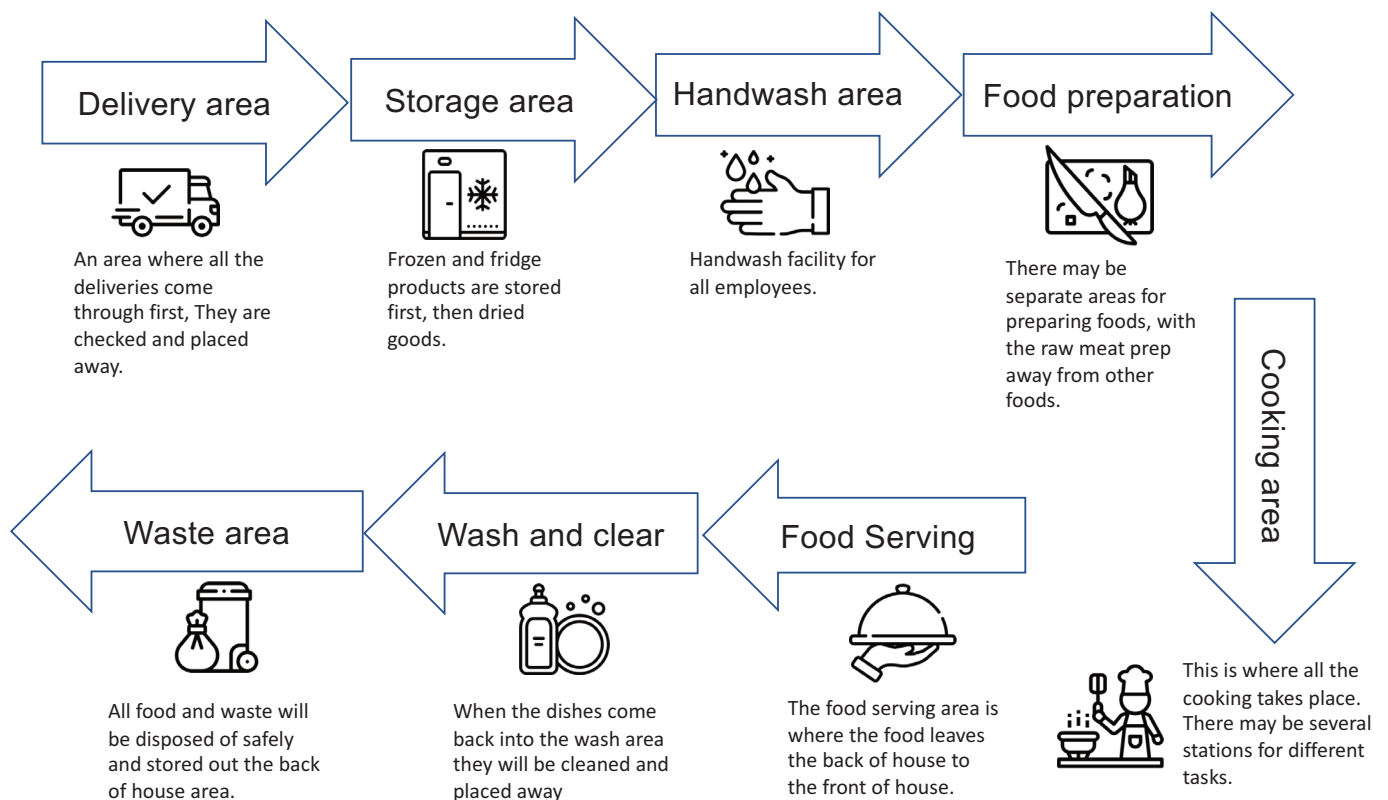 Delivery area
An area where all the
deliveries come
through first, They are
checked and placed
away.
Storage area
Frozen and fridge
products are stored
first, then dried
goods.
Handwash area
Handwash facility for
all employees.
Food preparation
There may be
separate areas for
preparing foods, with
the raw meat prep
away from other
foods.
Cooking area
This is where all the
cooking takes place.
There may be several
stations for different
tasks.
Food Serving
The food serving area is
where the food leaves
the back of house to
the front of house.
Wash and clear
When the dishes come
back into the wash area
they will be cleaned and
placed away
Waste area
All food and waste will
be disposed of safely
and stored out the back
of house area.